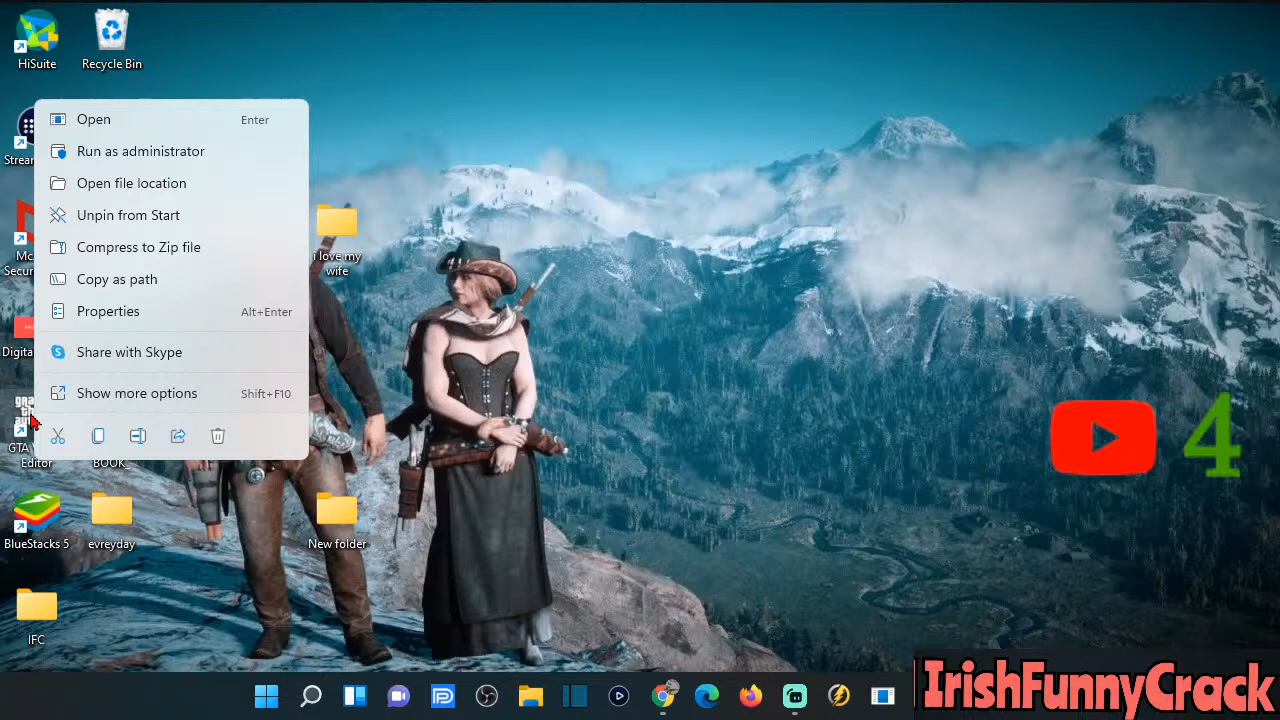 HiSuite
Recycle Bin
Open Enter
Run as administrator
Open file location
Unpin from Start
Compress to Zip file
Copy as path
Properties Alt+Enter
Share with Skype
Show more options Shift+F10
i love my
wife
Editor
BOOK_
BlueStacks 5
evreyday
New folder
IFC
4
IrishFunnyCrack